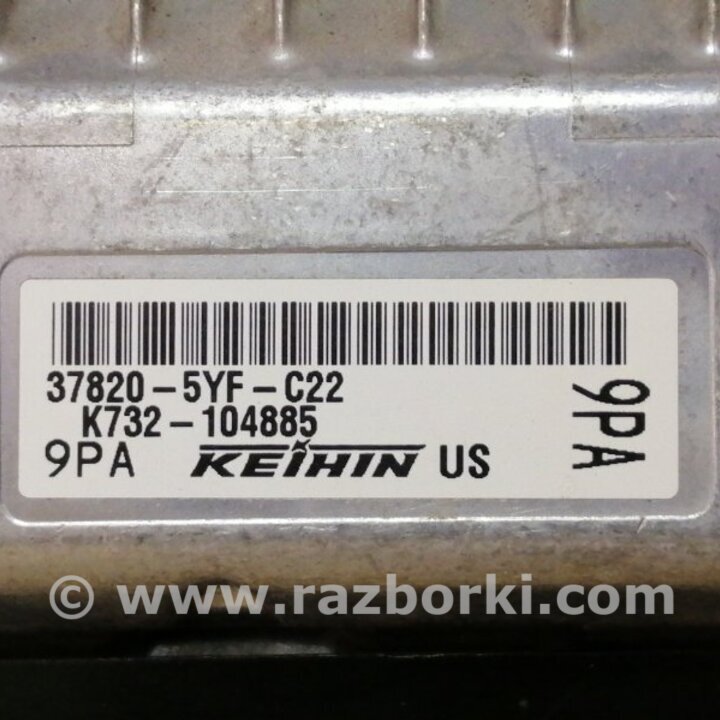 37820-5YF-C22
K732-104885
9PA KEIHIN US
9PA
© www.razborki.com